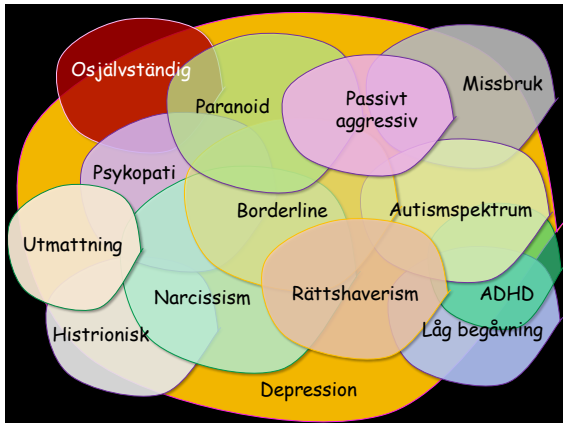 Osjälvständig
Missbruk
Paranoid
Passivt
aggressiv
Psykopati
Borderline
Autismspektrum
Utmattning
Narcissism
Rättshaverism
ADHD
Histrionisk
Låg begåvning
Depression